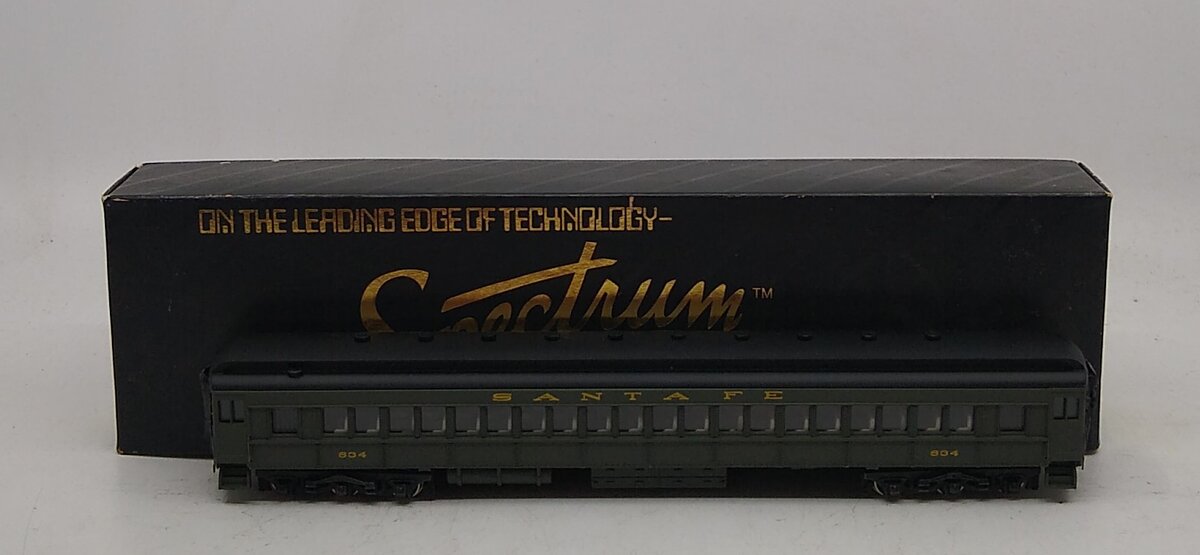 ON THE LEADING EDGE OF TECHNOLOGY-
Spectrum™
SANTA FE
804 804